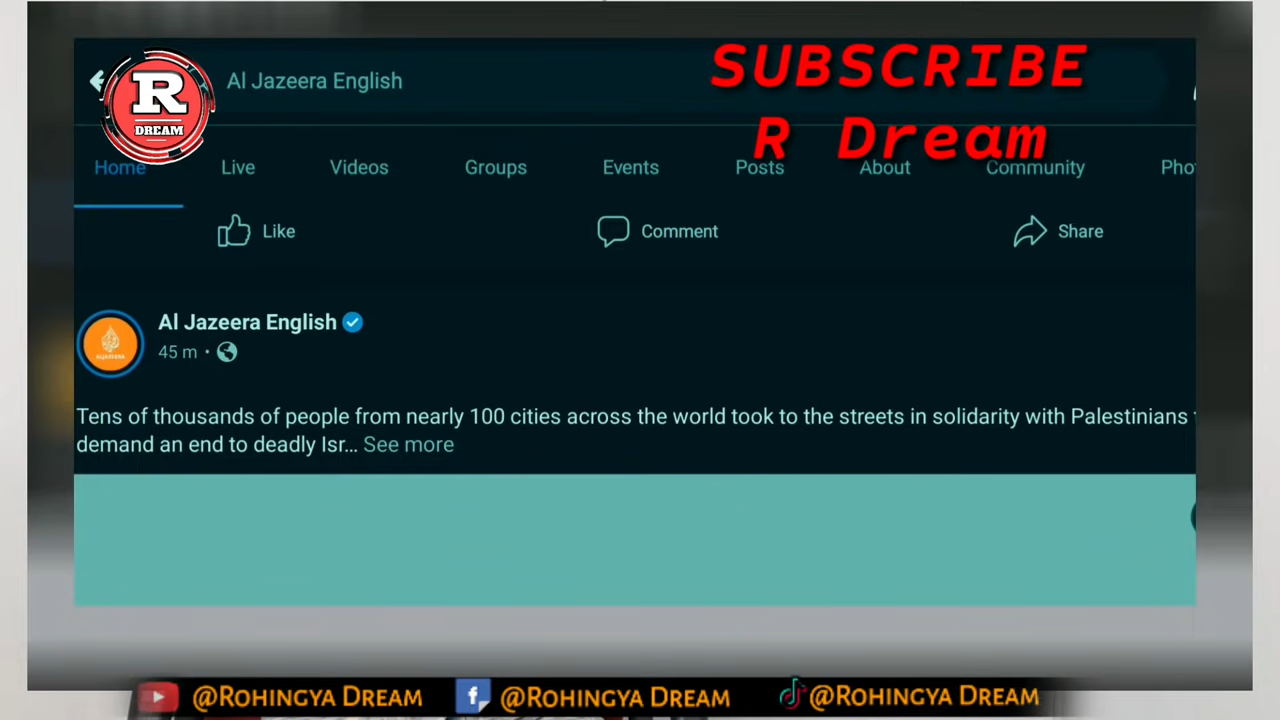 Al Jazeera English
SUBSCRIBE
R Dream
R
DREAM
Home Live Videos Groups Events Posts About Community Pho
Like Comment Share
Al Jazeera English
45 m ·
ALJAZEERA
Tens of thousands of people from nearly 100 cities across the world took to the streets in solidarity with Palestinians
demand an end to deadly Isr... See more
@ROHINGYA DREAM @ROHINGYA DREAM @ROHINGYA DREAM